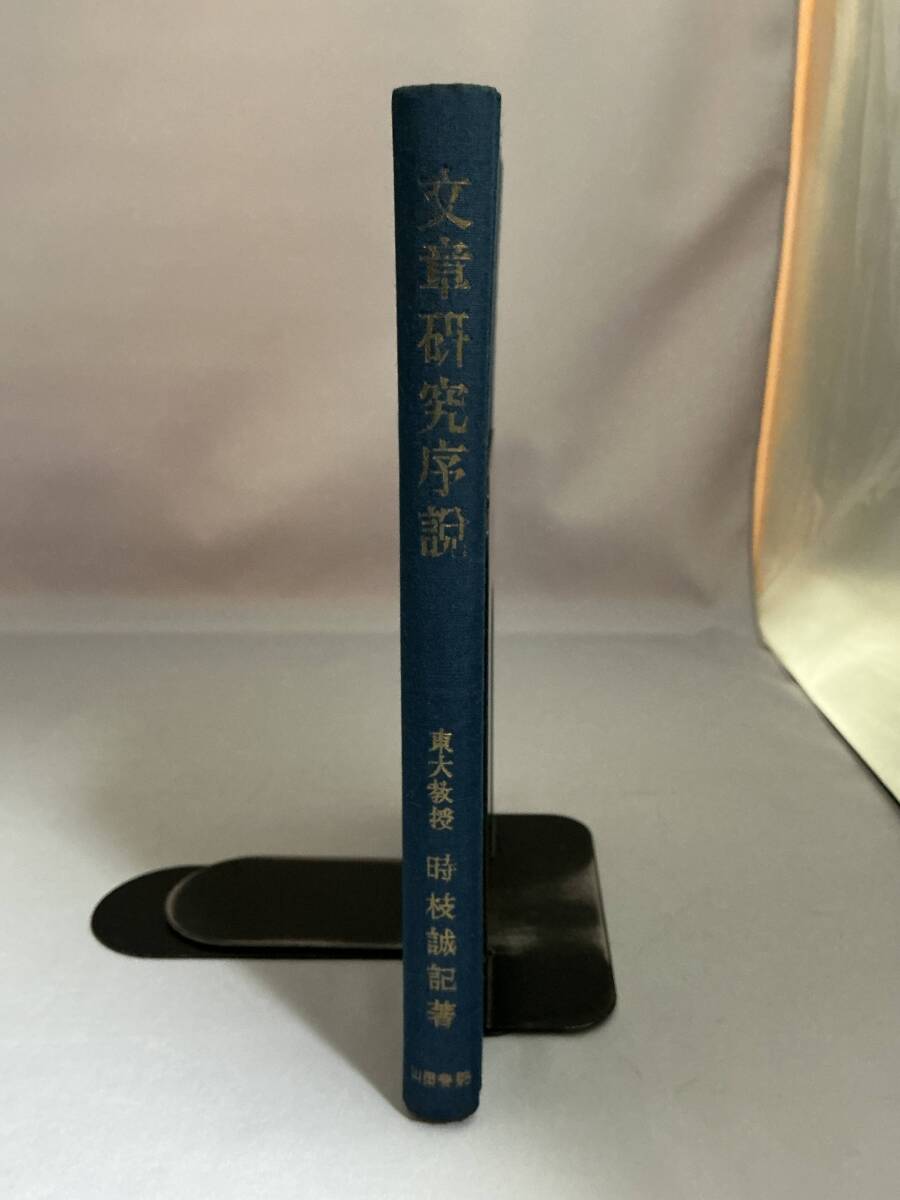 文章研究序説
東大教授 時枝誠記著
山田書院